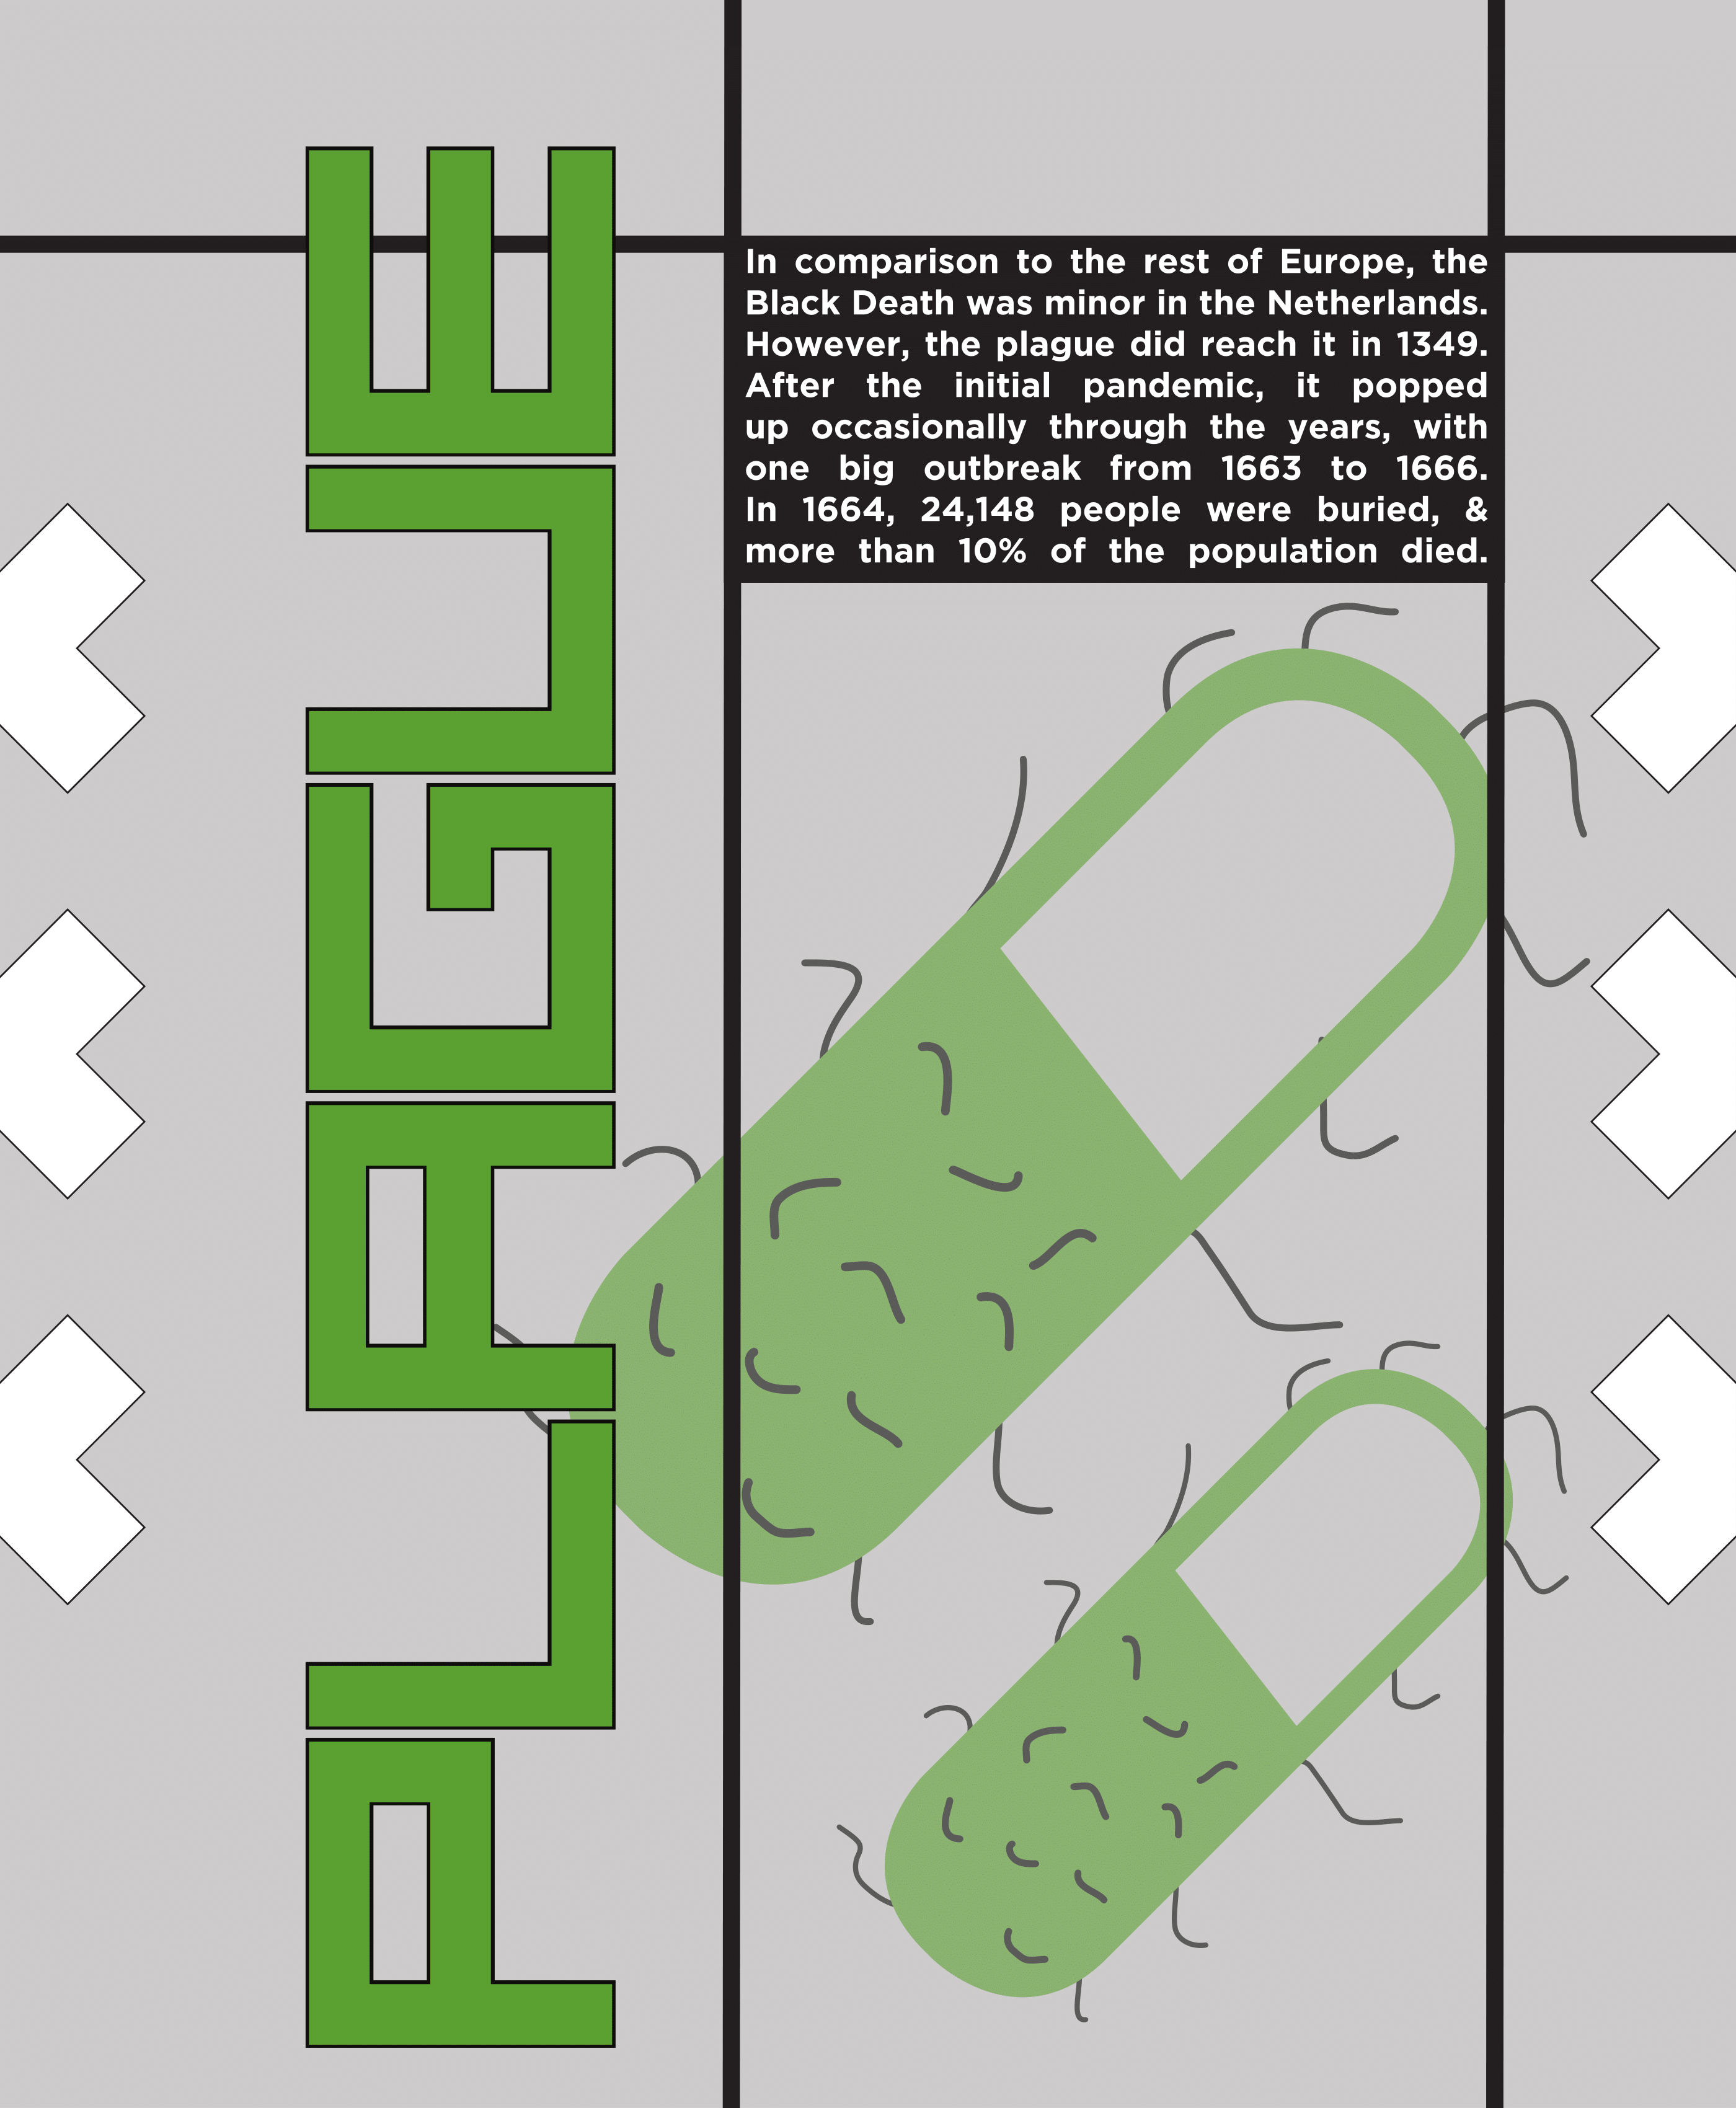 PLAGUE
In comparison to the rest of Europe, the
Black Death was minor in the Netherlands.
However, the plague did reach it in 1349.
After the initial pandemic, it popped
up occasionally through the years, with
one big outbreak from 1663 to 1666.
In 1664, 24,148 people were buried, &
more than 10% of the population died.